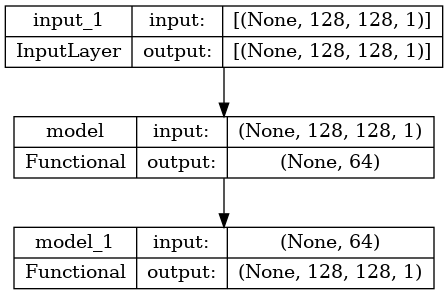 input_1 input: [(None, 128, 128, 1)]
InputLayer output: [(None, 128, 128, 1)]
model input: (None, 128, 128, 1)
Functional output: (None, 64)
model_1 input: (None, 64)
Functional output: (None, 128, 128, 1)